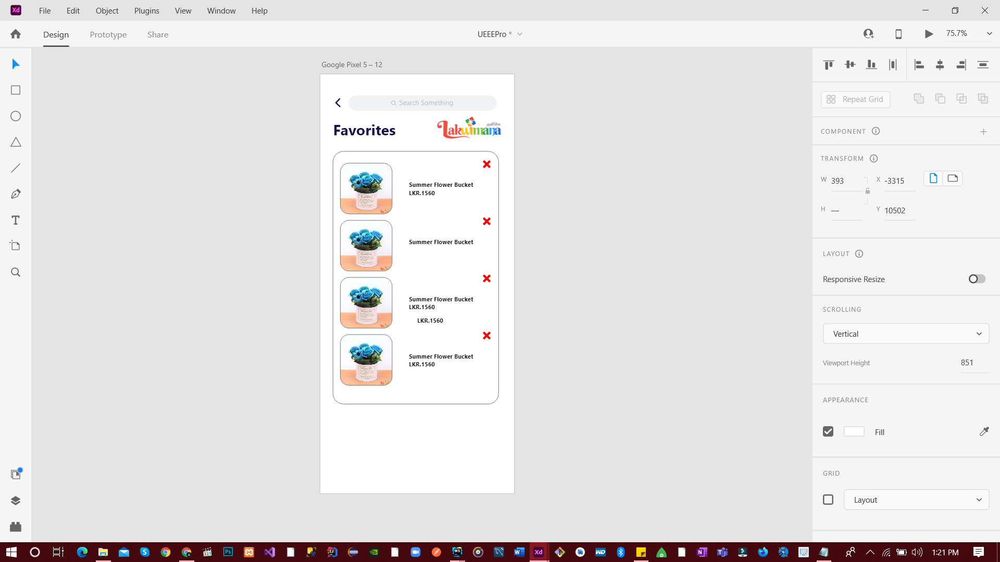 Xd File Edit Object Plugins View Window Help
Design Prototype Share UEEEPro * 75.7%
Google Pixel 5 – 12
Search Something
Favorites
Lakwimana
Summer Flower Bucket
LKR.1560
Summer Flower Bucket
Summer Flower Bucket
LKR.1560
LKR.1560
Summer Flower Bucket
LKR.1560
Repeat Grid
COMPONENT
TRANSFORM
W 393 X -3315
H — Y 10502
LAYOUT
Responsive Resize
SCROLLING
Vertical
Viewport Height 851
APPEARANCE
Fill
GRID
Layout
1:21 PM